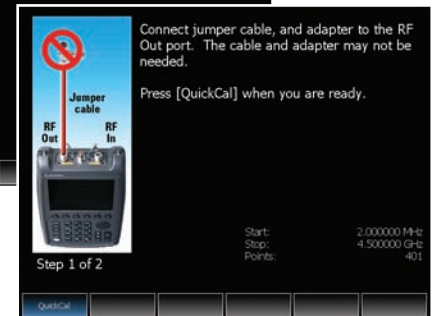 Connect jumper cable, and adapter to the RF
Out port. The cable and adapter may not be
needed.
Press [QuickCal] when you are ready.
Jumper
cable
RF
Out
RF
In
Step 1 of 2
Start: 2.000000 MHz
Stop: 4.500000 GHz
Points: 401
QuickCal